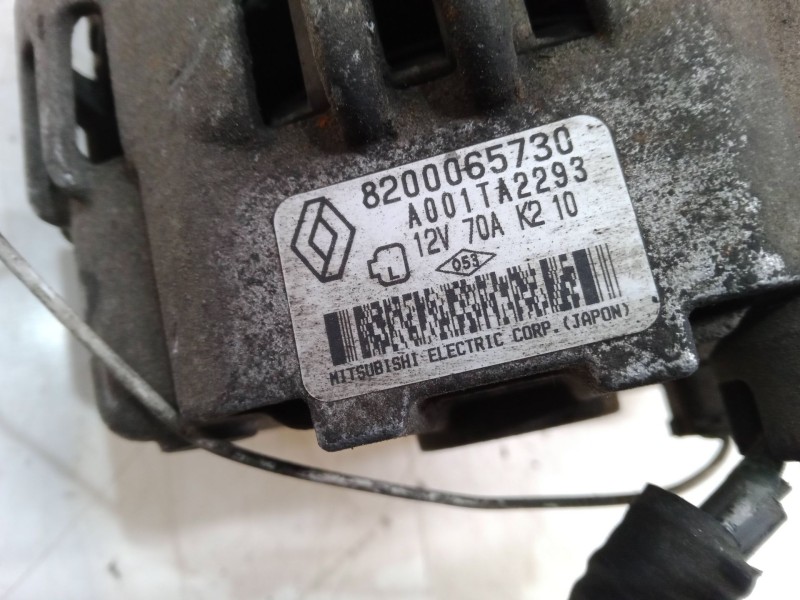 8200065730
A001TA2293
12V 70A K2 10
L
053
MITSUBISHI ELECTRIC CORP. (JAPON)